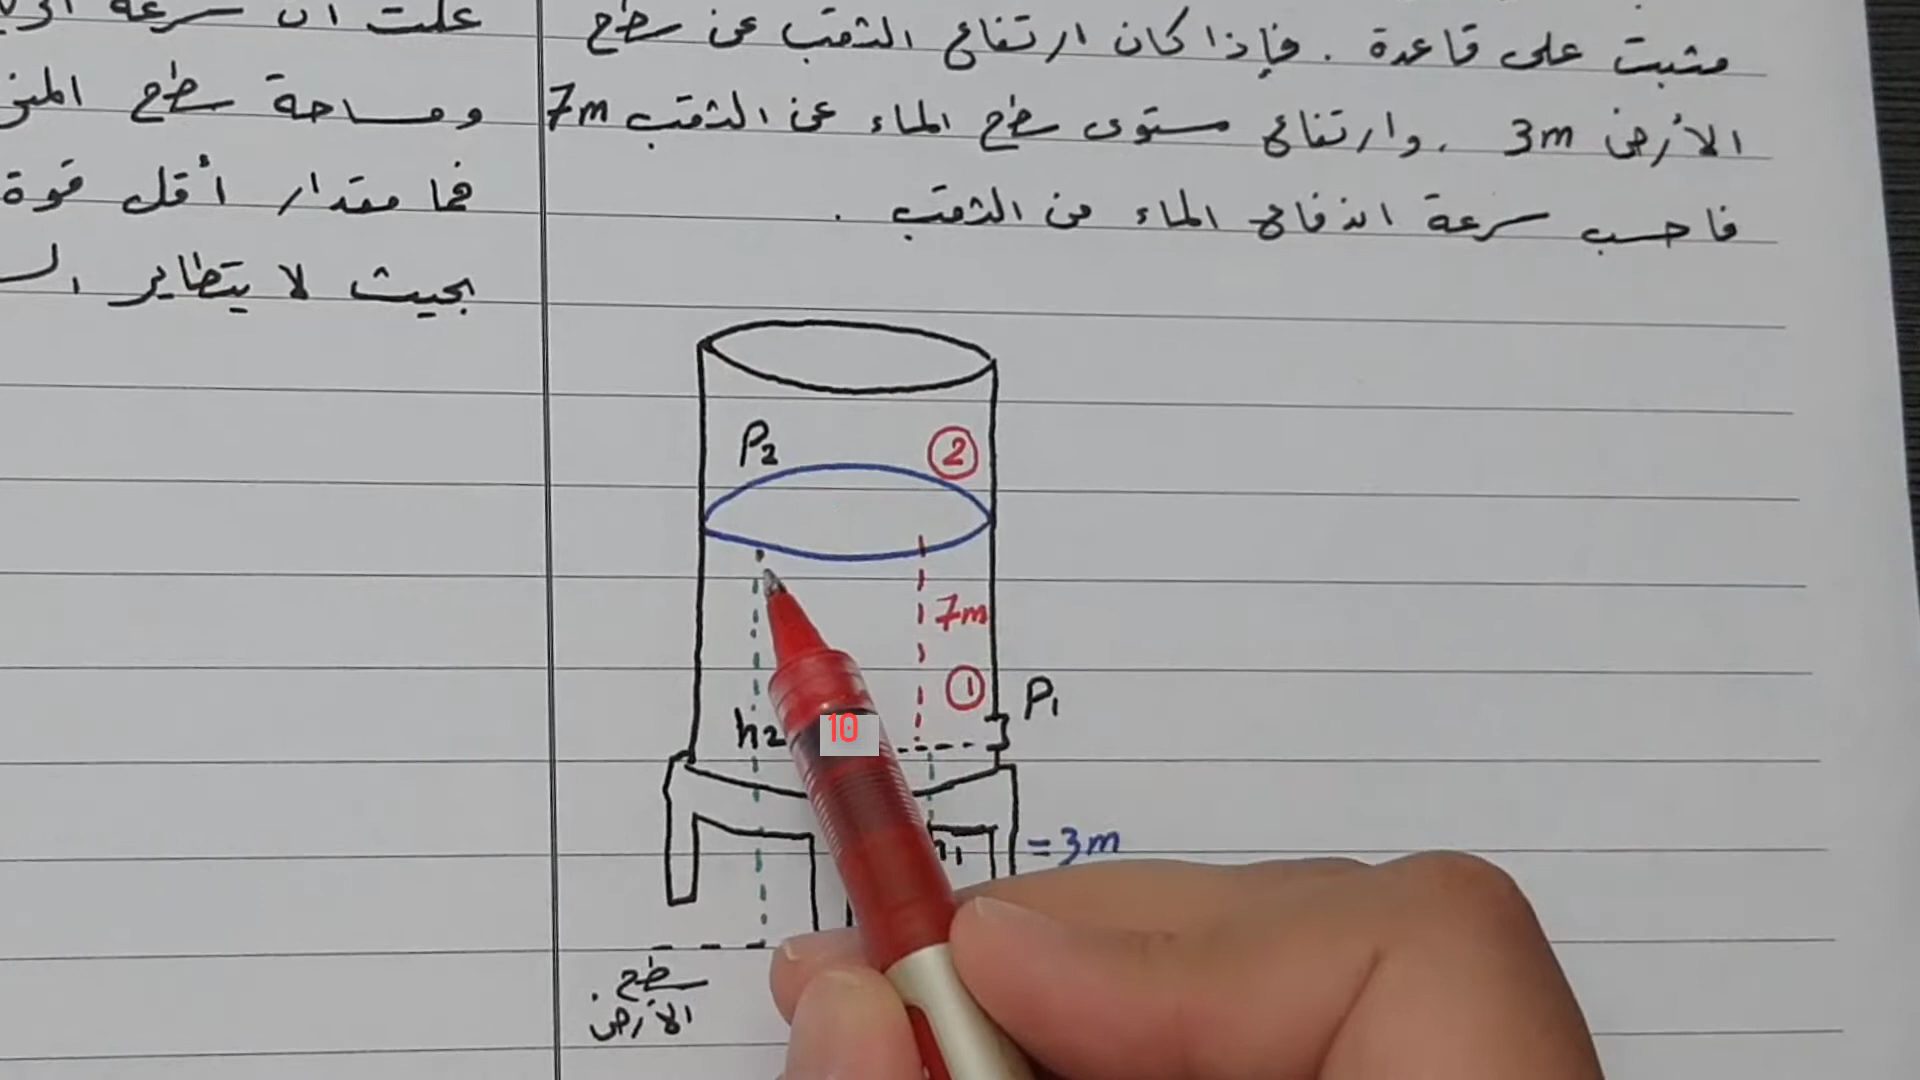 مثبت على قاعدة . فإذا كان ارتفاع الثقب عن سطح
الأرض 3m . وارتفاع مستوى سطح الماء عن الثقب 7m
فاحسب سرعة اندفاع الماء من الثقب .
علمت ان سرعة
ومساحة سطح
فما مقدار أقل قوة
بحيث لا يتطاير
P₂
②
7m
①
P₁
h₂
10
h₁ = 3m
سطح
الأرض